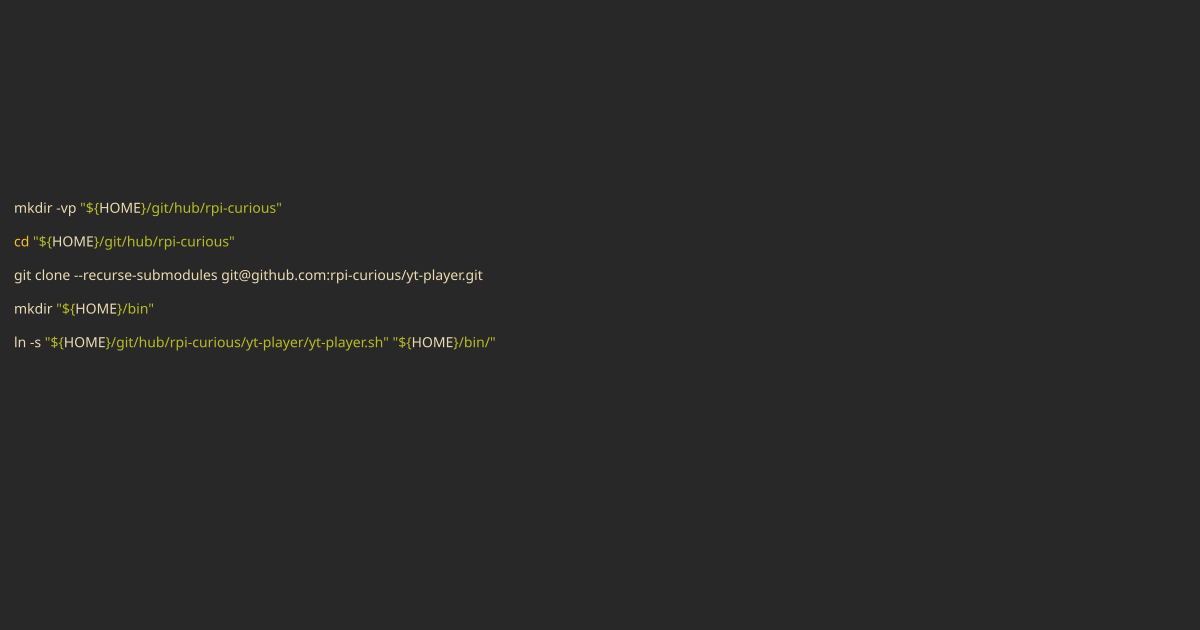 mkdir -vp "${HOME}/git/hub/rpi-curious"
cd "${HOME}/git/hub/rpi-curious"
git clone --recurse-submodules git@github.com:rpi-curious/yt-player.git
mkdir "${HOME}/bin"
ln -s "${HOME}/git/hub/rpi-curious/yt-player/yt-player.sh" "${HOME}/bin/"